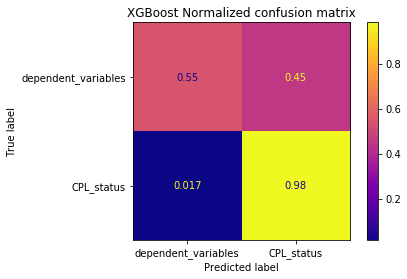 XGBoost Normalized confusion matrix
dependent_variables
0.55
0.45
0.8
0.6
True label
0.4
CPL_status
0.017
0.98
0.2
dependent_variables
CPL_status
Predicted label